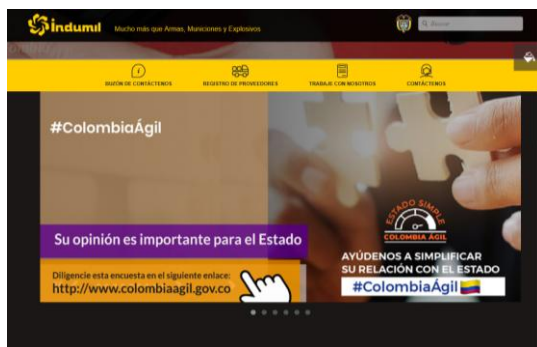 indumil
Mucho más que Armas, Municiones y Explosivos
Buscar
BUZÓN DE CONTÁCTENOS
REGISTRO DE PROVEEDORES
TRABAJE CON NOSOTROS
CONTÁCTENOS
#ColombiaÁgil
Su opinión es importante para el Estado
Diligencie esta encuesta en el siguiente enlace:
http://www.colombiaagil.gov.co
ESTADO SIMPLE
COLOMBIA ÁGIL
AYÚDENOS A SIMPLIFICAR
SU RELACIÓN CON EL ESTADO
#ColombiaÁgil